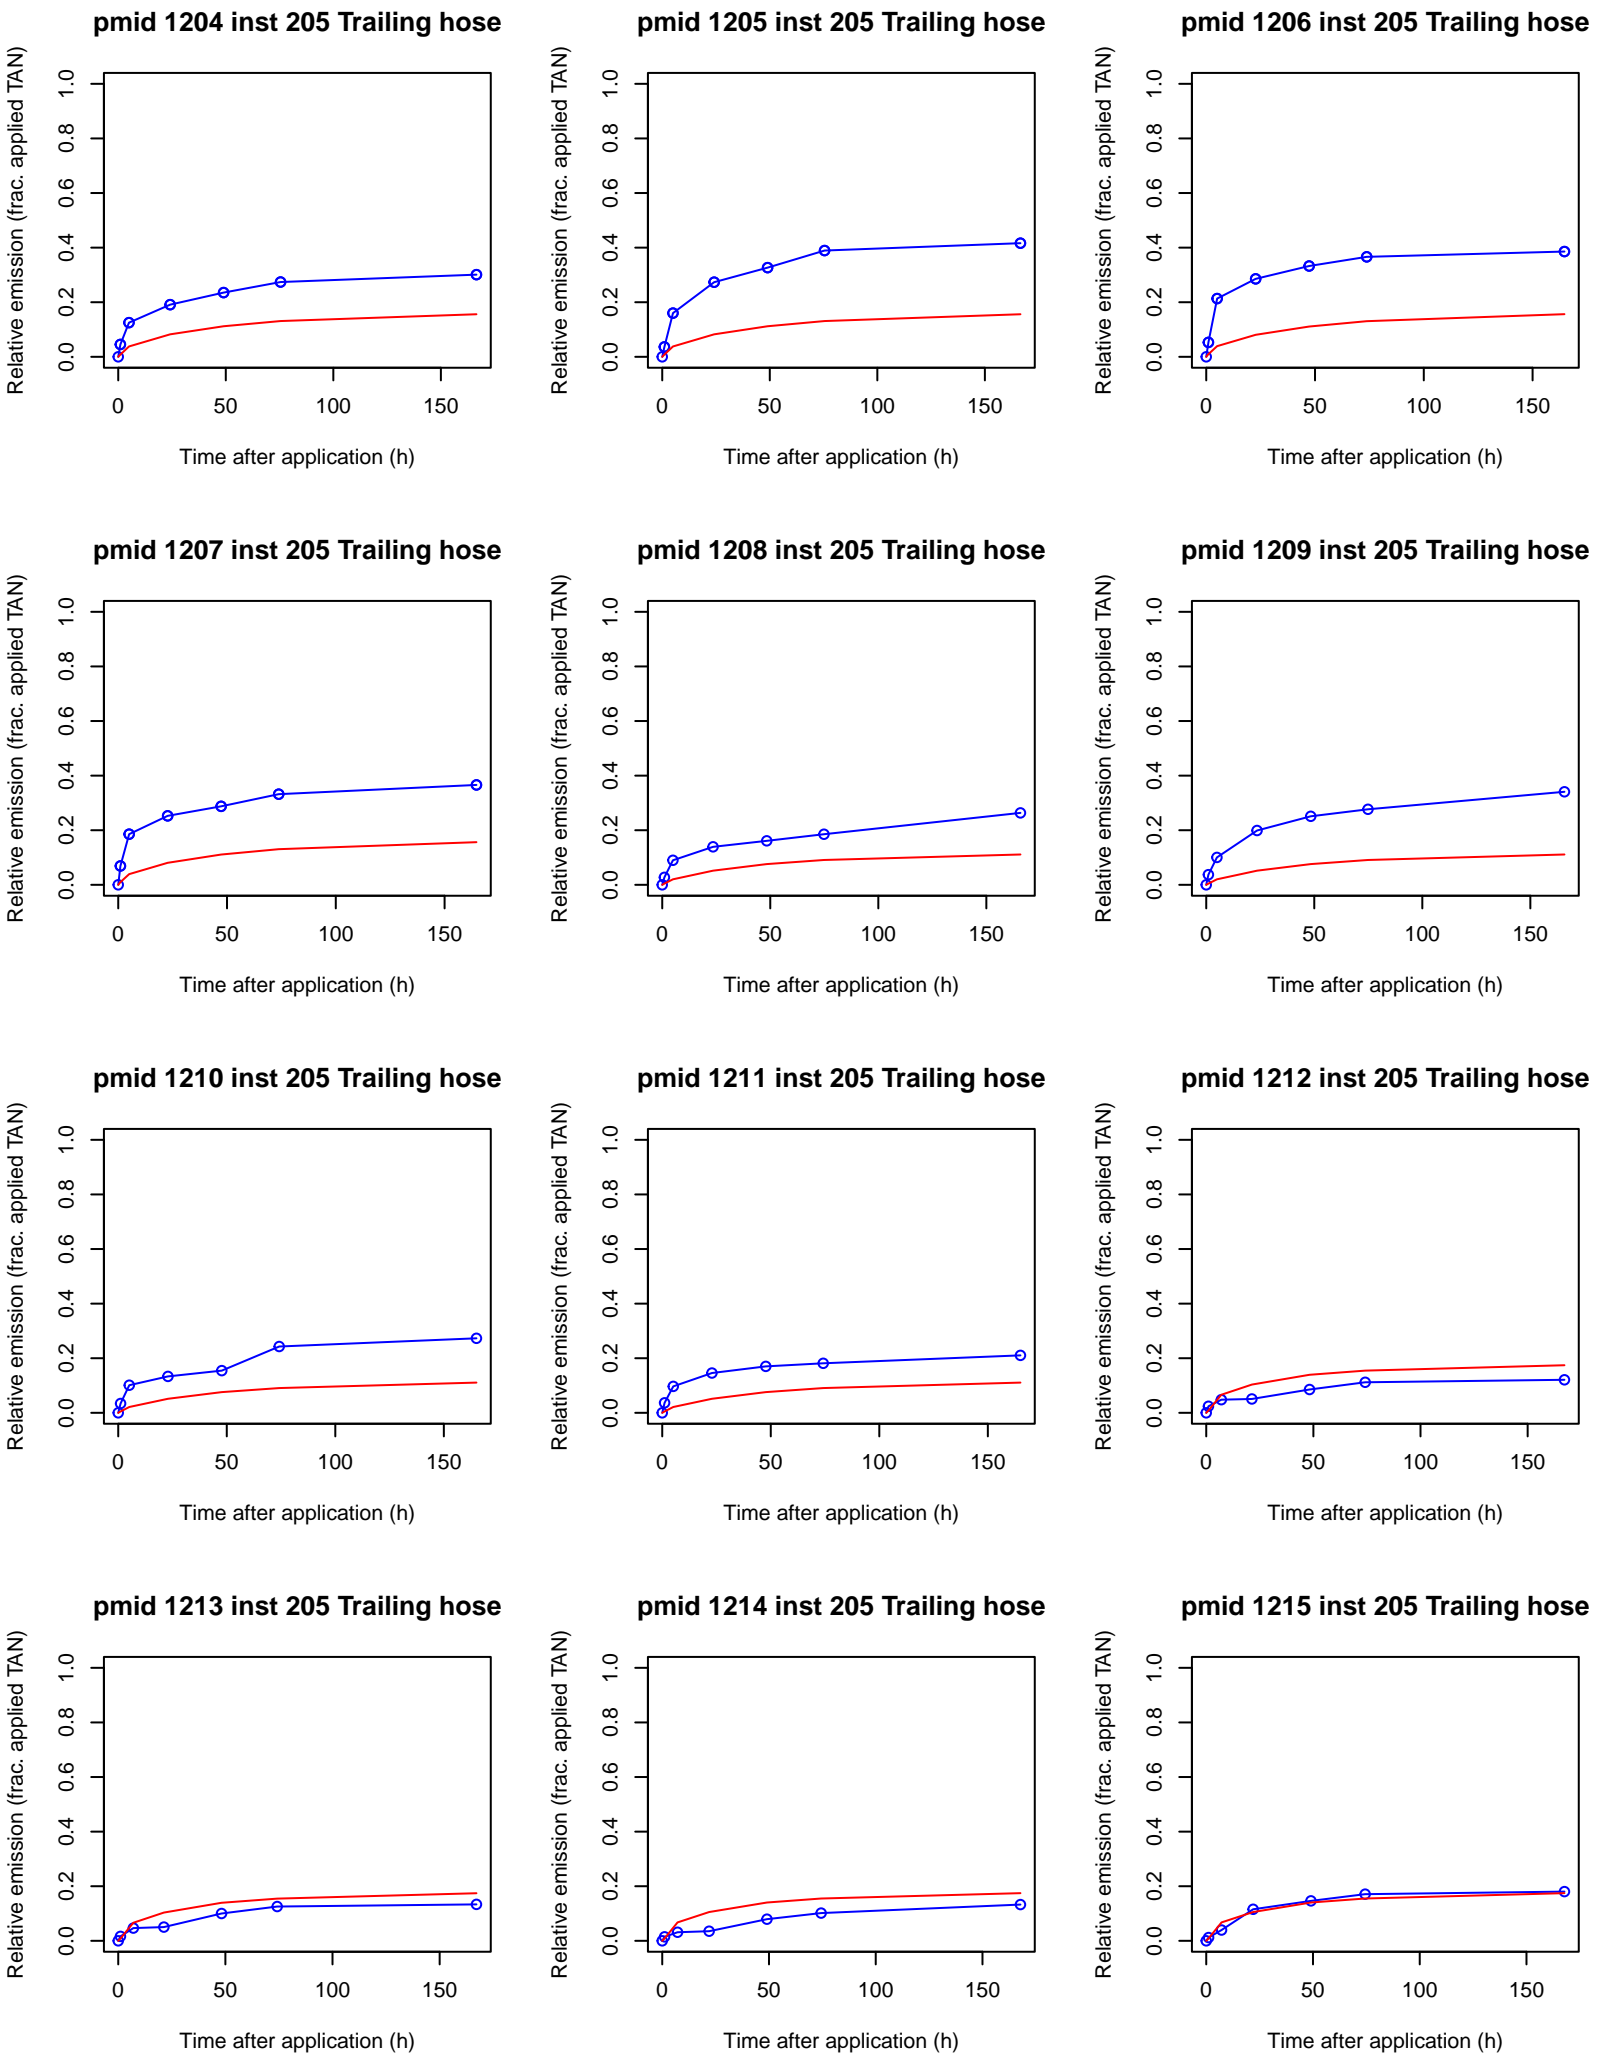 pmid 1204 inst 205 Trailing hose
Relative emission (frac. applied TAN)
1.0
0.8
0.6
0.4
0.2
0.0
0 50 100 150
Time after application (h)
pmid 1205 inst 205 Trailing hose
Relative emission (frac. applied TAN)
1.0
0.8
0.6
0.4
0.2
0.0
0 50 100 150
Time after application (h)
pmid 1206 inst 205 Trailing hose
Relative emission (frac. applied TAN)
1.0
0.8
0.6
0.4
0.2
0.0
0 50 100 150
Time after application (h)
pmid 1207 inst 205 Trailing hose
Relative emission (frac. applied TAN)
1.0
0.8
0.6
0.4
0.2
0.0
0 50 100 150
Time after application (h)
pmid 1208 inst 205 Trailing hose
Relative emission (frac. applied TAN)
1.0
0.8
0.6
0.4
0.2
0.0
0 50 100 150
Time after application (h)
pmid 1209 inst 205 Trailing hose
Relative emission (frac. applied TAN)
1.0
0.8
0.6
0.4
0.2
0.0
0 50 100 150
Time after application (h)
pmid 1210 inst 205 Trailing hose
Relative emission (frac. applied TAN)
1.0
0.8
0.6
0.4
0.2
0.0
0 50 100 150
Time after application (h)
pmid 1211 inst 205 Trailing hose
Relative emission (frac. applied TAN)
1.0
0.8
0.6
0.4
0.2
0.0
0 50 100 150
Time after application (h)
pmid 1212 inst 205 Trailing hose
Relative emission (frac. applied TAN)
1.0
0.8
0.6
0.4
0.2
0.0
0 50 100 150
Time after application (h)
pmid 1213 inst 205 Trailing hose
Relative emission (frac. applied TAN)
1.0
0.8
0.6
0.4
0.2
0.0
0 50 100 150
Time after application (h)
pmid 1214 inst 205 Trailing hose
Relative emission (frac. applied TAN)
1.0
0.8
0.6
0.4
0.2
0.0
0 50 100 150
Time after application (h)
pmid 1215 inst 205 Trailing hose
Relative emission (frac. applied TAN)
1.0
0.8
0.6
0.4
0.2
0.0
0 50 100 150
Time after application (h)